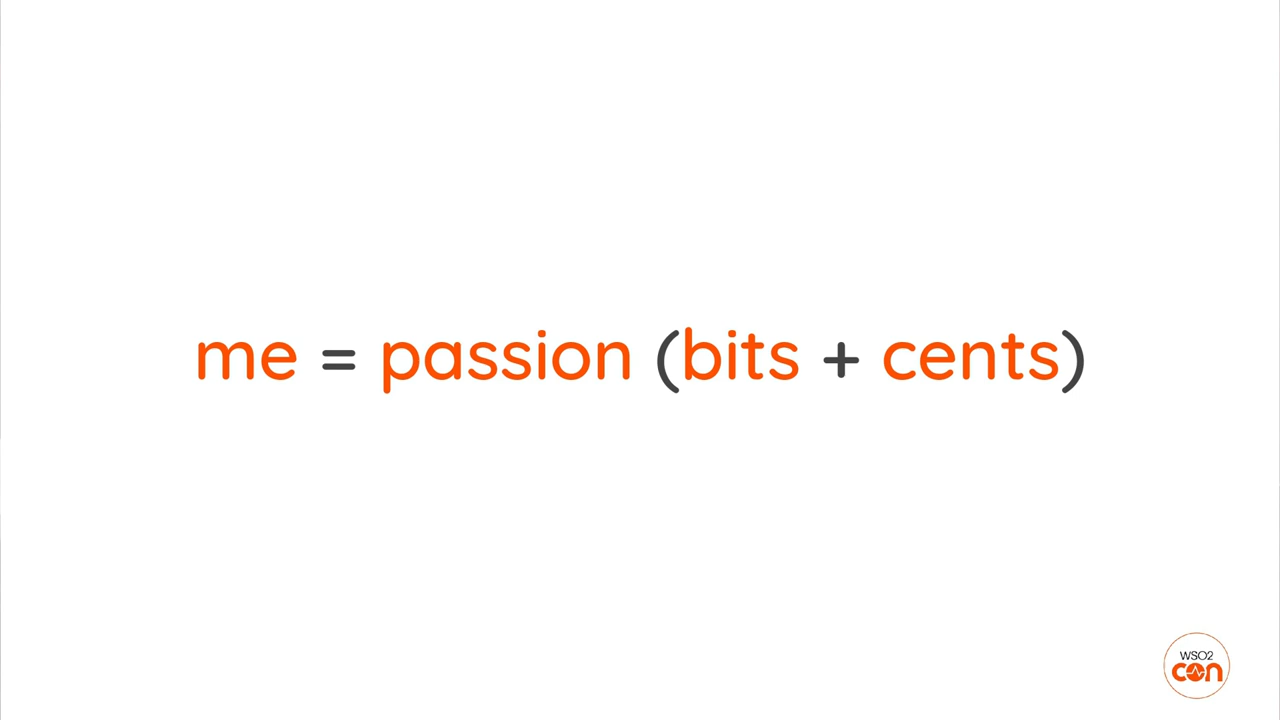 me = passion (bits + cents)
WSO2
con